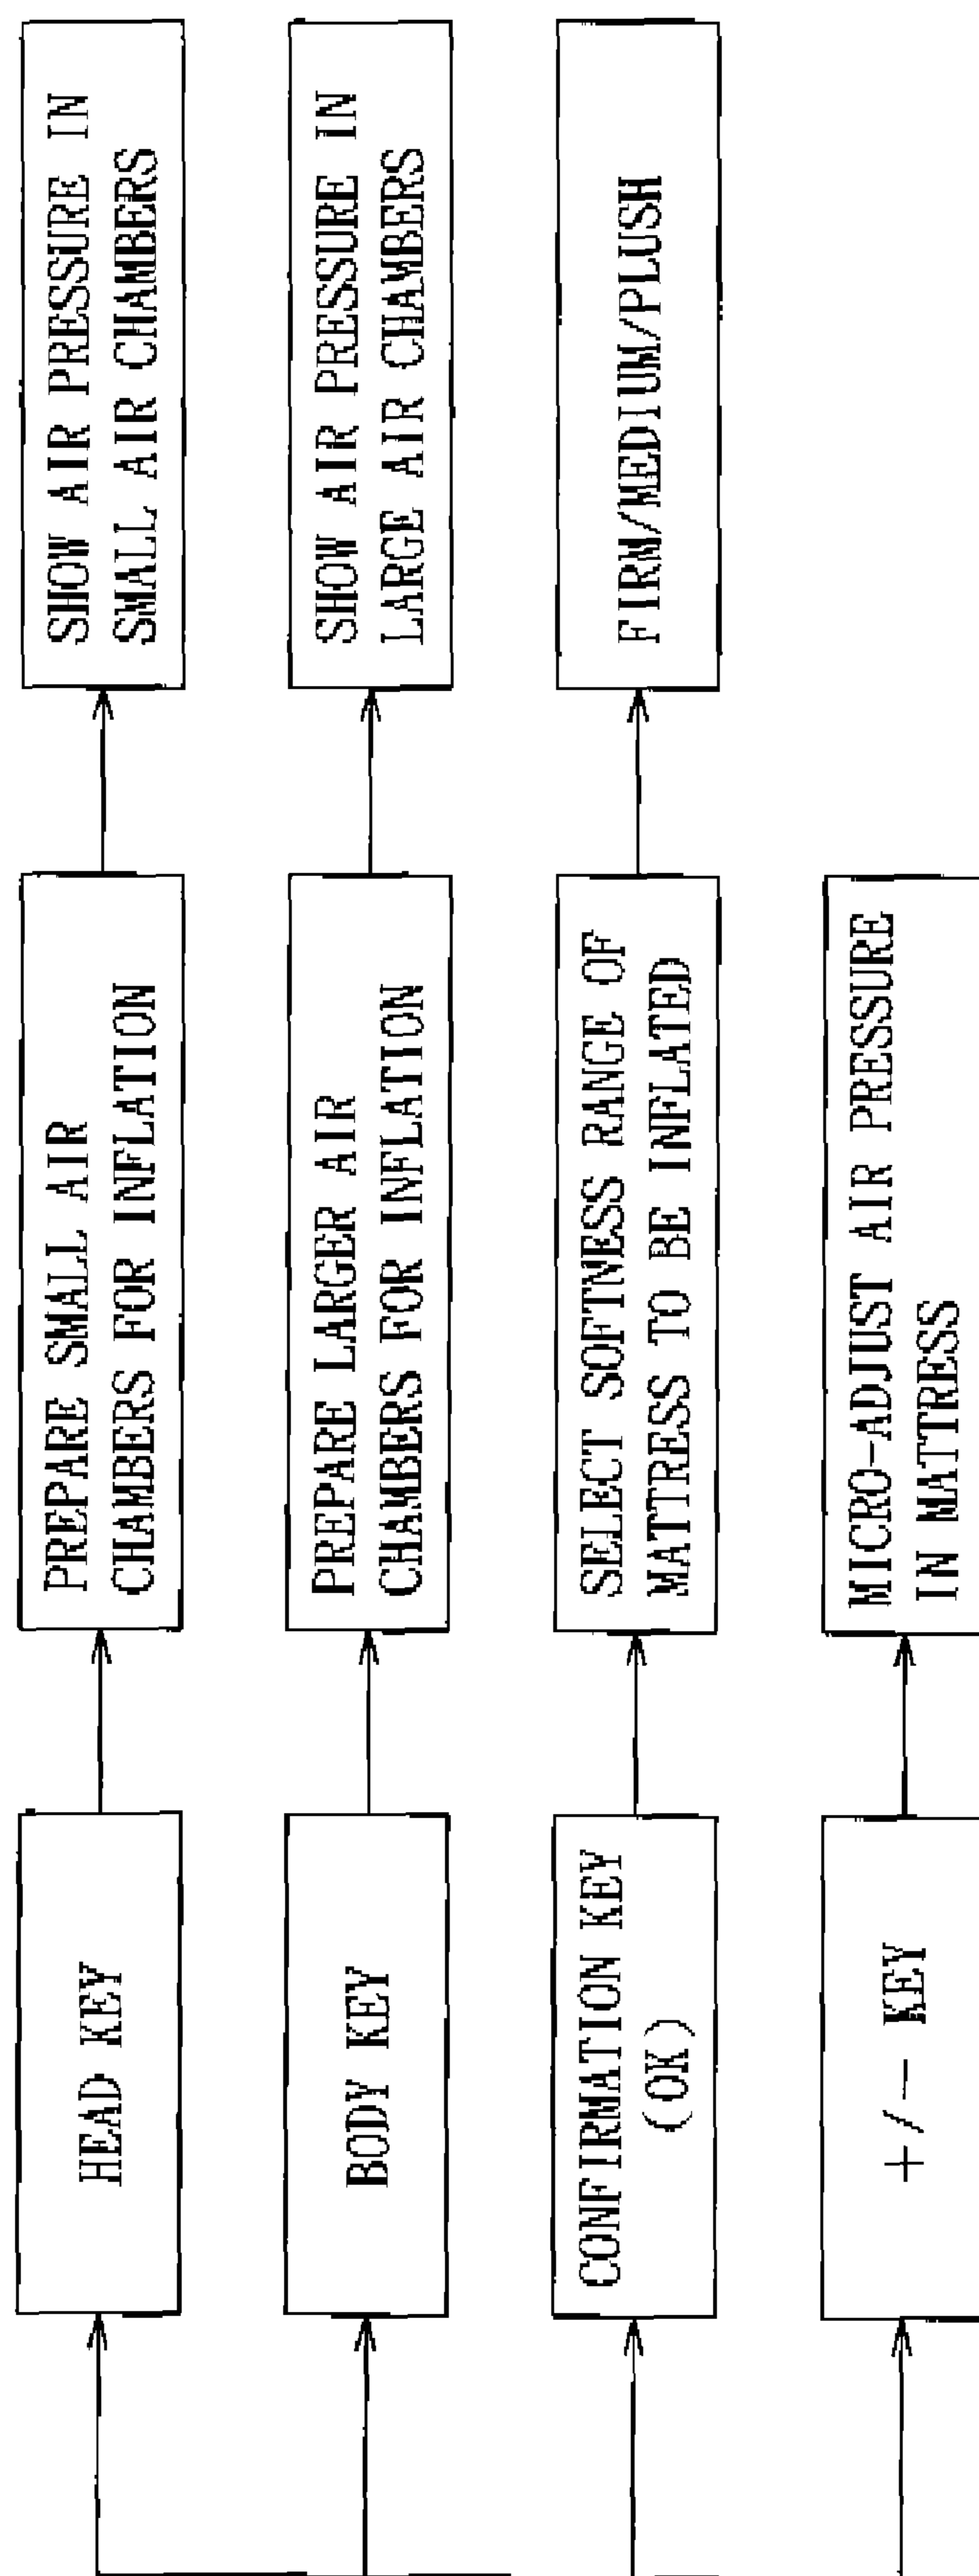 HEAD KEY
PREPARE SMALL AIR
CHAMBERS FOR INFLATION
SHOW AIR PRESSURE IN
SMALL AIR CHAMBERS
BODY KEY
PREPARE LARGER AIR
CHAMBERS FOR INFLATION
SHOW AIR PRESSURE IN
LARGE AIR CHAMBERS
CONFIRMATION KEY
(OK)
SELECT SOFTNESS RANGE OF
MATTRESS TO BE INFLATED
FIRM/MEDIUM/PLUSH
+/- KEY
MICRO-ADJUST AIR PRESSURE
IN MATTRESS